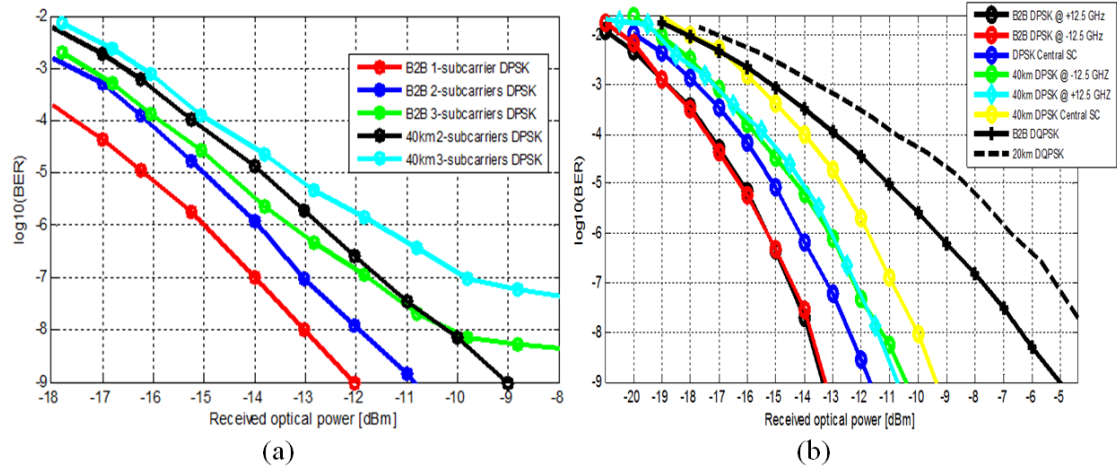 -2
-3
-4
-5
-6
-7
-8
-9
log10(BER)
B2B 1-subcarrier DPSK
B2B 2-subcarriers DPSK
B2B 3-subcarriers DPSK
40km2-subcarriers DPSK
40km3-subcarriers DPSK
-18 -17 -16 -15 -14 -13 -12 -11 -10 -9 -8
Received optical power [dBm]
(a)
-2
-3
-4
-5
-6
-7
-8
-9
log10(BER)
B2B DPSK @ +12.5 GHz
B2B DPSK @ -12.5 GHz
DPSK Central SC
40km DPSK @ -12.5 GHZ
40km DPSK @ +12.5 GHZ
40km DPSK Central SC
B2B DQPSK
20km DQPSK
-20 -19 -18 -17 -16 -15 -14 -13 -12 -11 -10 -9 -8 -7 -6 -5
Received optical power [dBm]
(b)